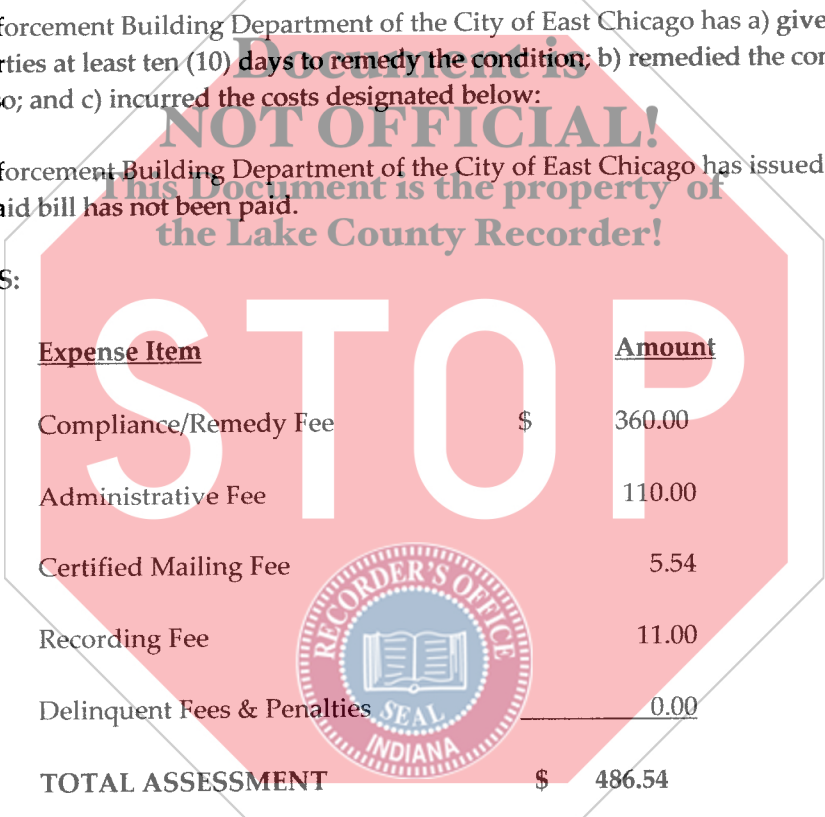 forcement Building Department of the City of East Chicago has a) give
rties at least ten (10) days to remedy the condition; b) remedied the con
so; and c) incurred the costs designated below:
Document is
NOT OFFICIAL!
forcement Building Department of the City of East Chicago has issued
This Document is the property of
aid bill has not been paid.
the Lake County Recorder!
S:
STOP
Expense Item Amount
Compliance/Remedy Fee $ 360.00
Administrative Fee 110.00
Certified Mailing Fee 5.54
Recording Fee 11.00
Delinquent Fees & Penalties 0.00
TOTAL ASSESSMENT $ 486.54
RECORDER'S OFFICE
SEAL
INDIANA